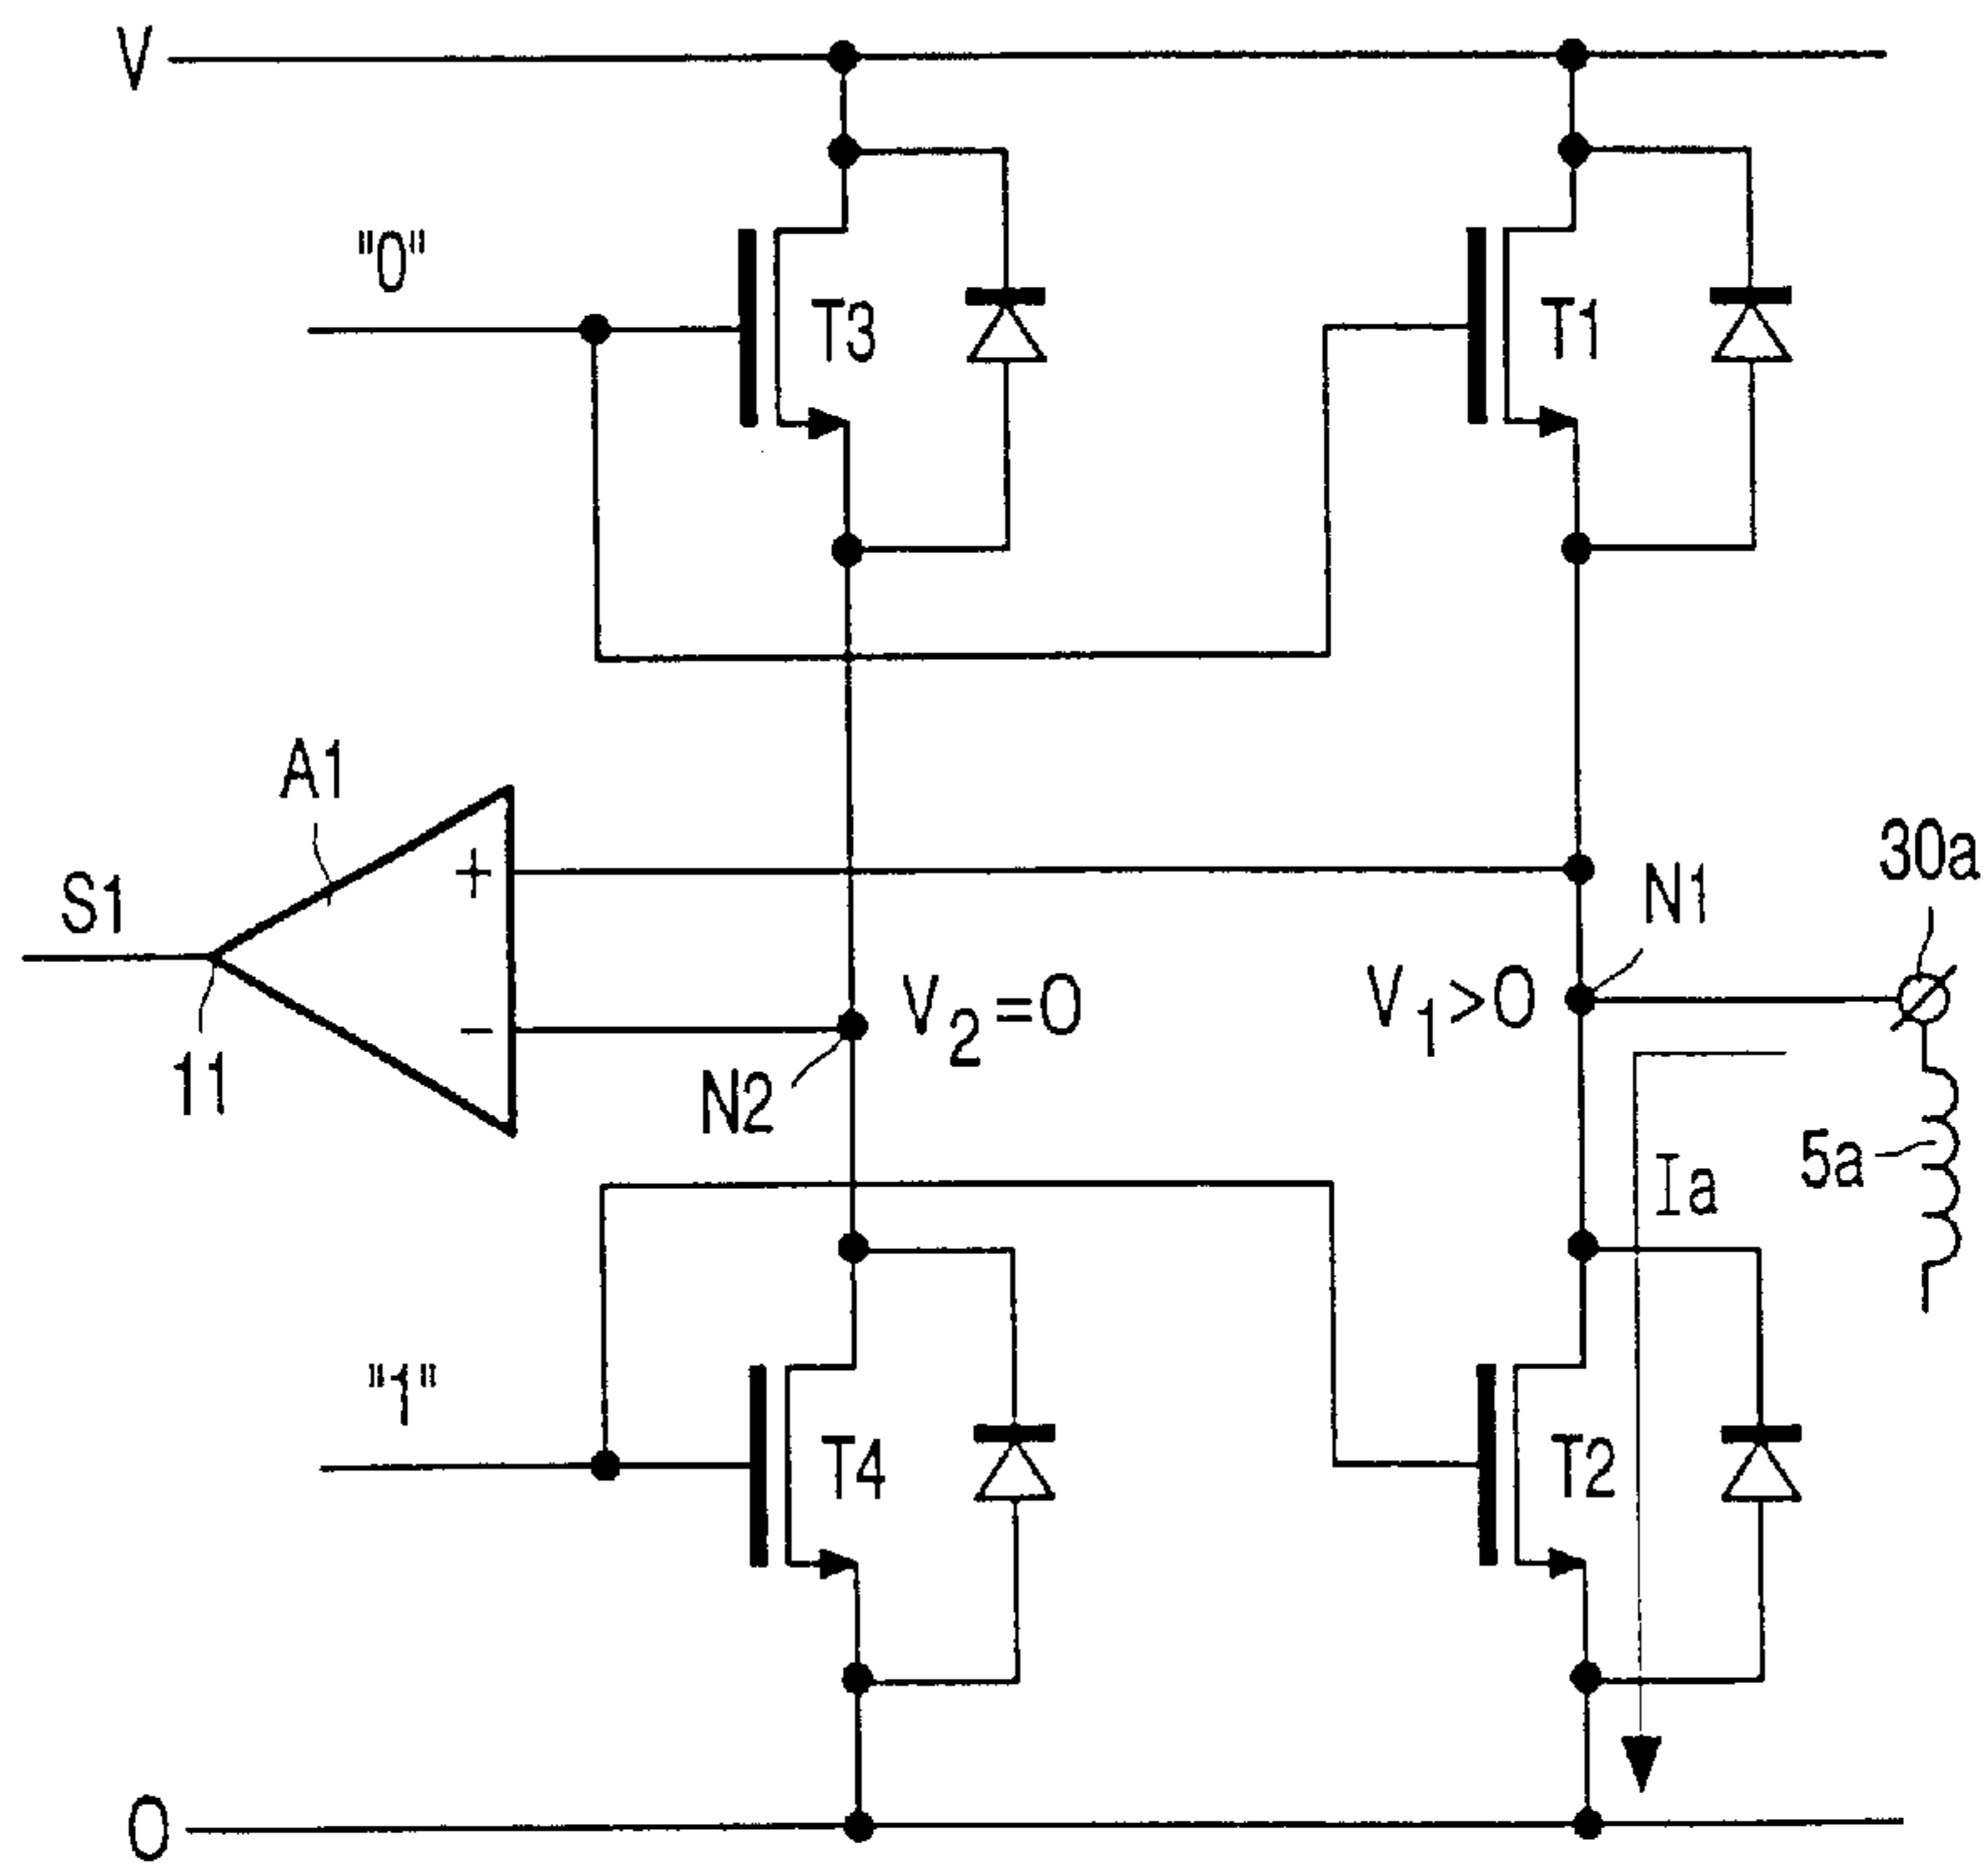 V
"0"
T3
T1
A1
+
S1
30a
N1
V2=0
V1>0
11
−
N2
5a
Ia
"1"
T4
T2
0